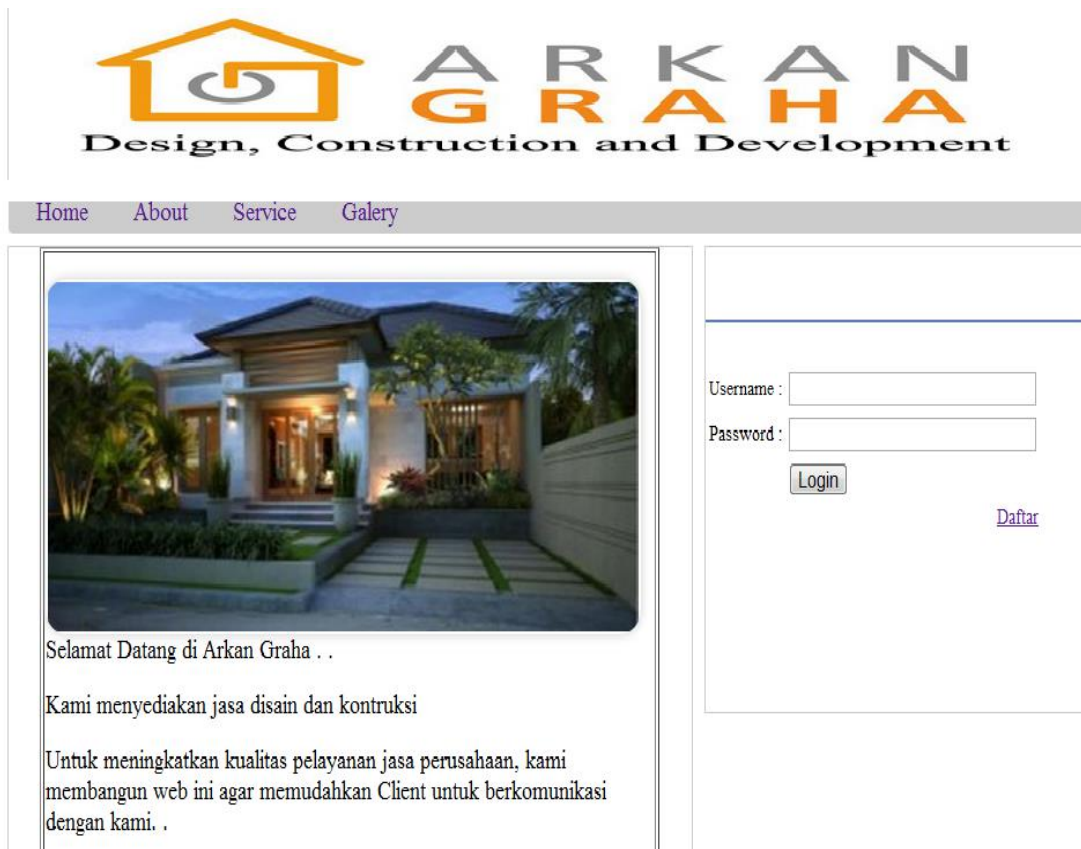 ARKAN
GRAHA
Design, Construction and Development
Home About Service Galery
Selamat Datang di Arkan Graha . .
Kami menyediakan jasa disain dan kontruksi
Untuk meningkatkan kualitas pelayanan jasa perusahaan, kami
membangun web ini agar memudahkan Client untuk berkomunikasi
dengan kami. .
Username :
Password :
Login
Daftar